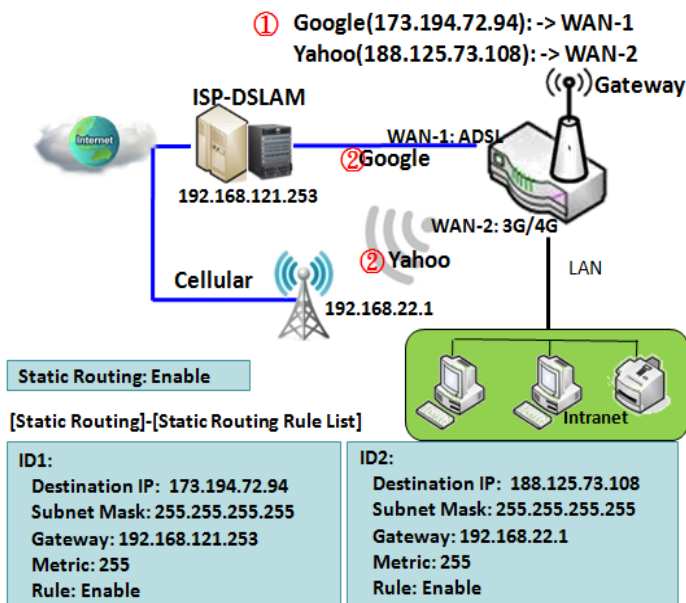 ① Google(173.194.72.94): -> WAN-1
Yahoo(188.125.73.108): -> WAN-2
Gateway
ISP-DSLAM
Internet
WAN-1: ADSL
②Google
192.168.121.253
WAN-2: 3G/4G
② Yahoo
LAN
Cellular
192.168.22.1
Intranet
Static Routing: Enable
[Static Routing]-[Static Routing Rule List]
ID1:
Destination IP: 173.194.72.94
Subnet Mask: 255.255.255.255
Gateway: 192.168.121.253
Metric: 255
Rule: Enable
ID2:
Destination IP: 188.125.73.108
Subnet Mask: 255.255.255.255
Gateway: 192.168.22.1
Metric: 255
Rule: Enable